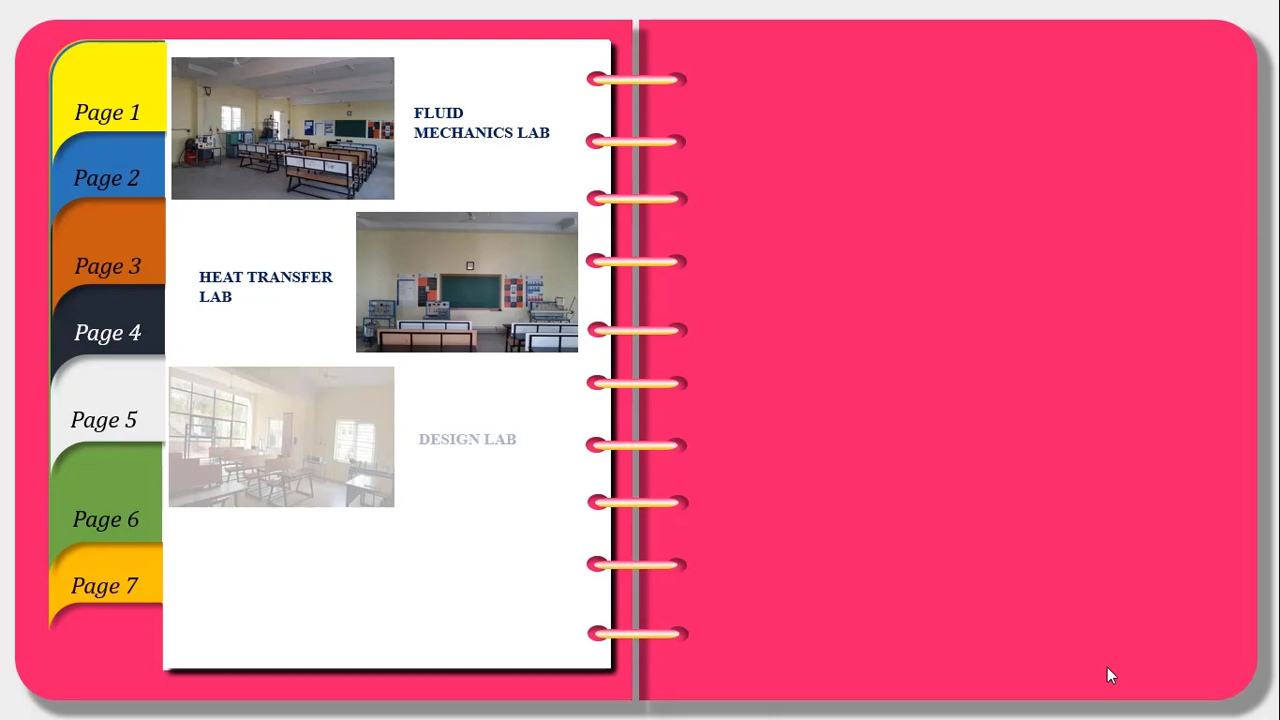 Page 1
Page 2
Page 3
Page 4
Page 5
Page 6
Page 7
FLUID
MECHANICS LAB
HEAT TRANSFER
LAB
DESIGN LAB